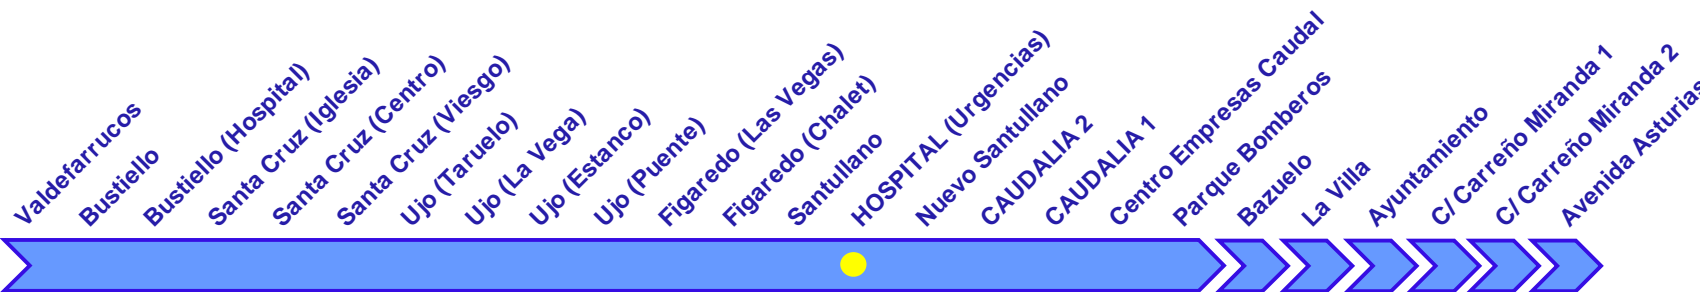 Valdefarrucos
Bustiello
Bustiello (Hospital)
Santa Cruz (Iglesia)
Santa Cruz (Centro)
Santa Cruz (Viesgo)
Ujo (Taruelo)
Ujo (La Vega)
Ujo (Estanco)
Ujo (Puente)
Figaredo (Las Vegas)
Figaredo (Chalet)
Santullano
HOSPITAL (Urgencias)
Nuevo Santullano
CAUDALIA 2
CAUDALIA 1
Centro Empresas Caudal
Parque Bomberos
Bazuelo
La Villa
Ayuntamiento
C/ Carreño Miranda 1
C/ Carreño Miranda 2
Avenida Asturias